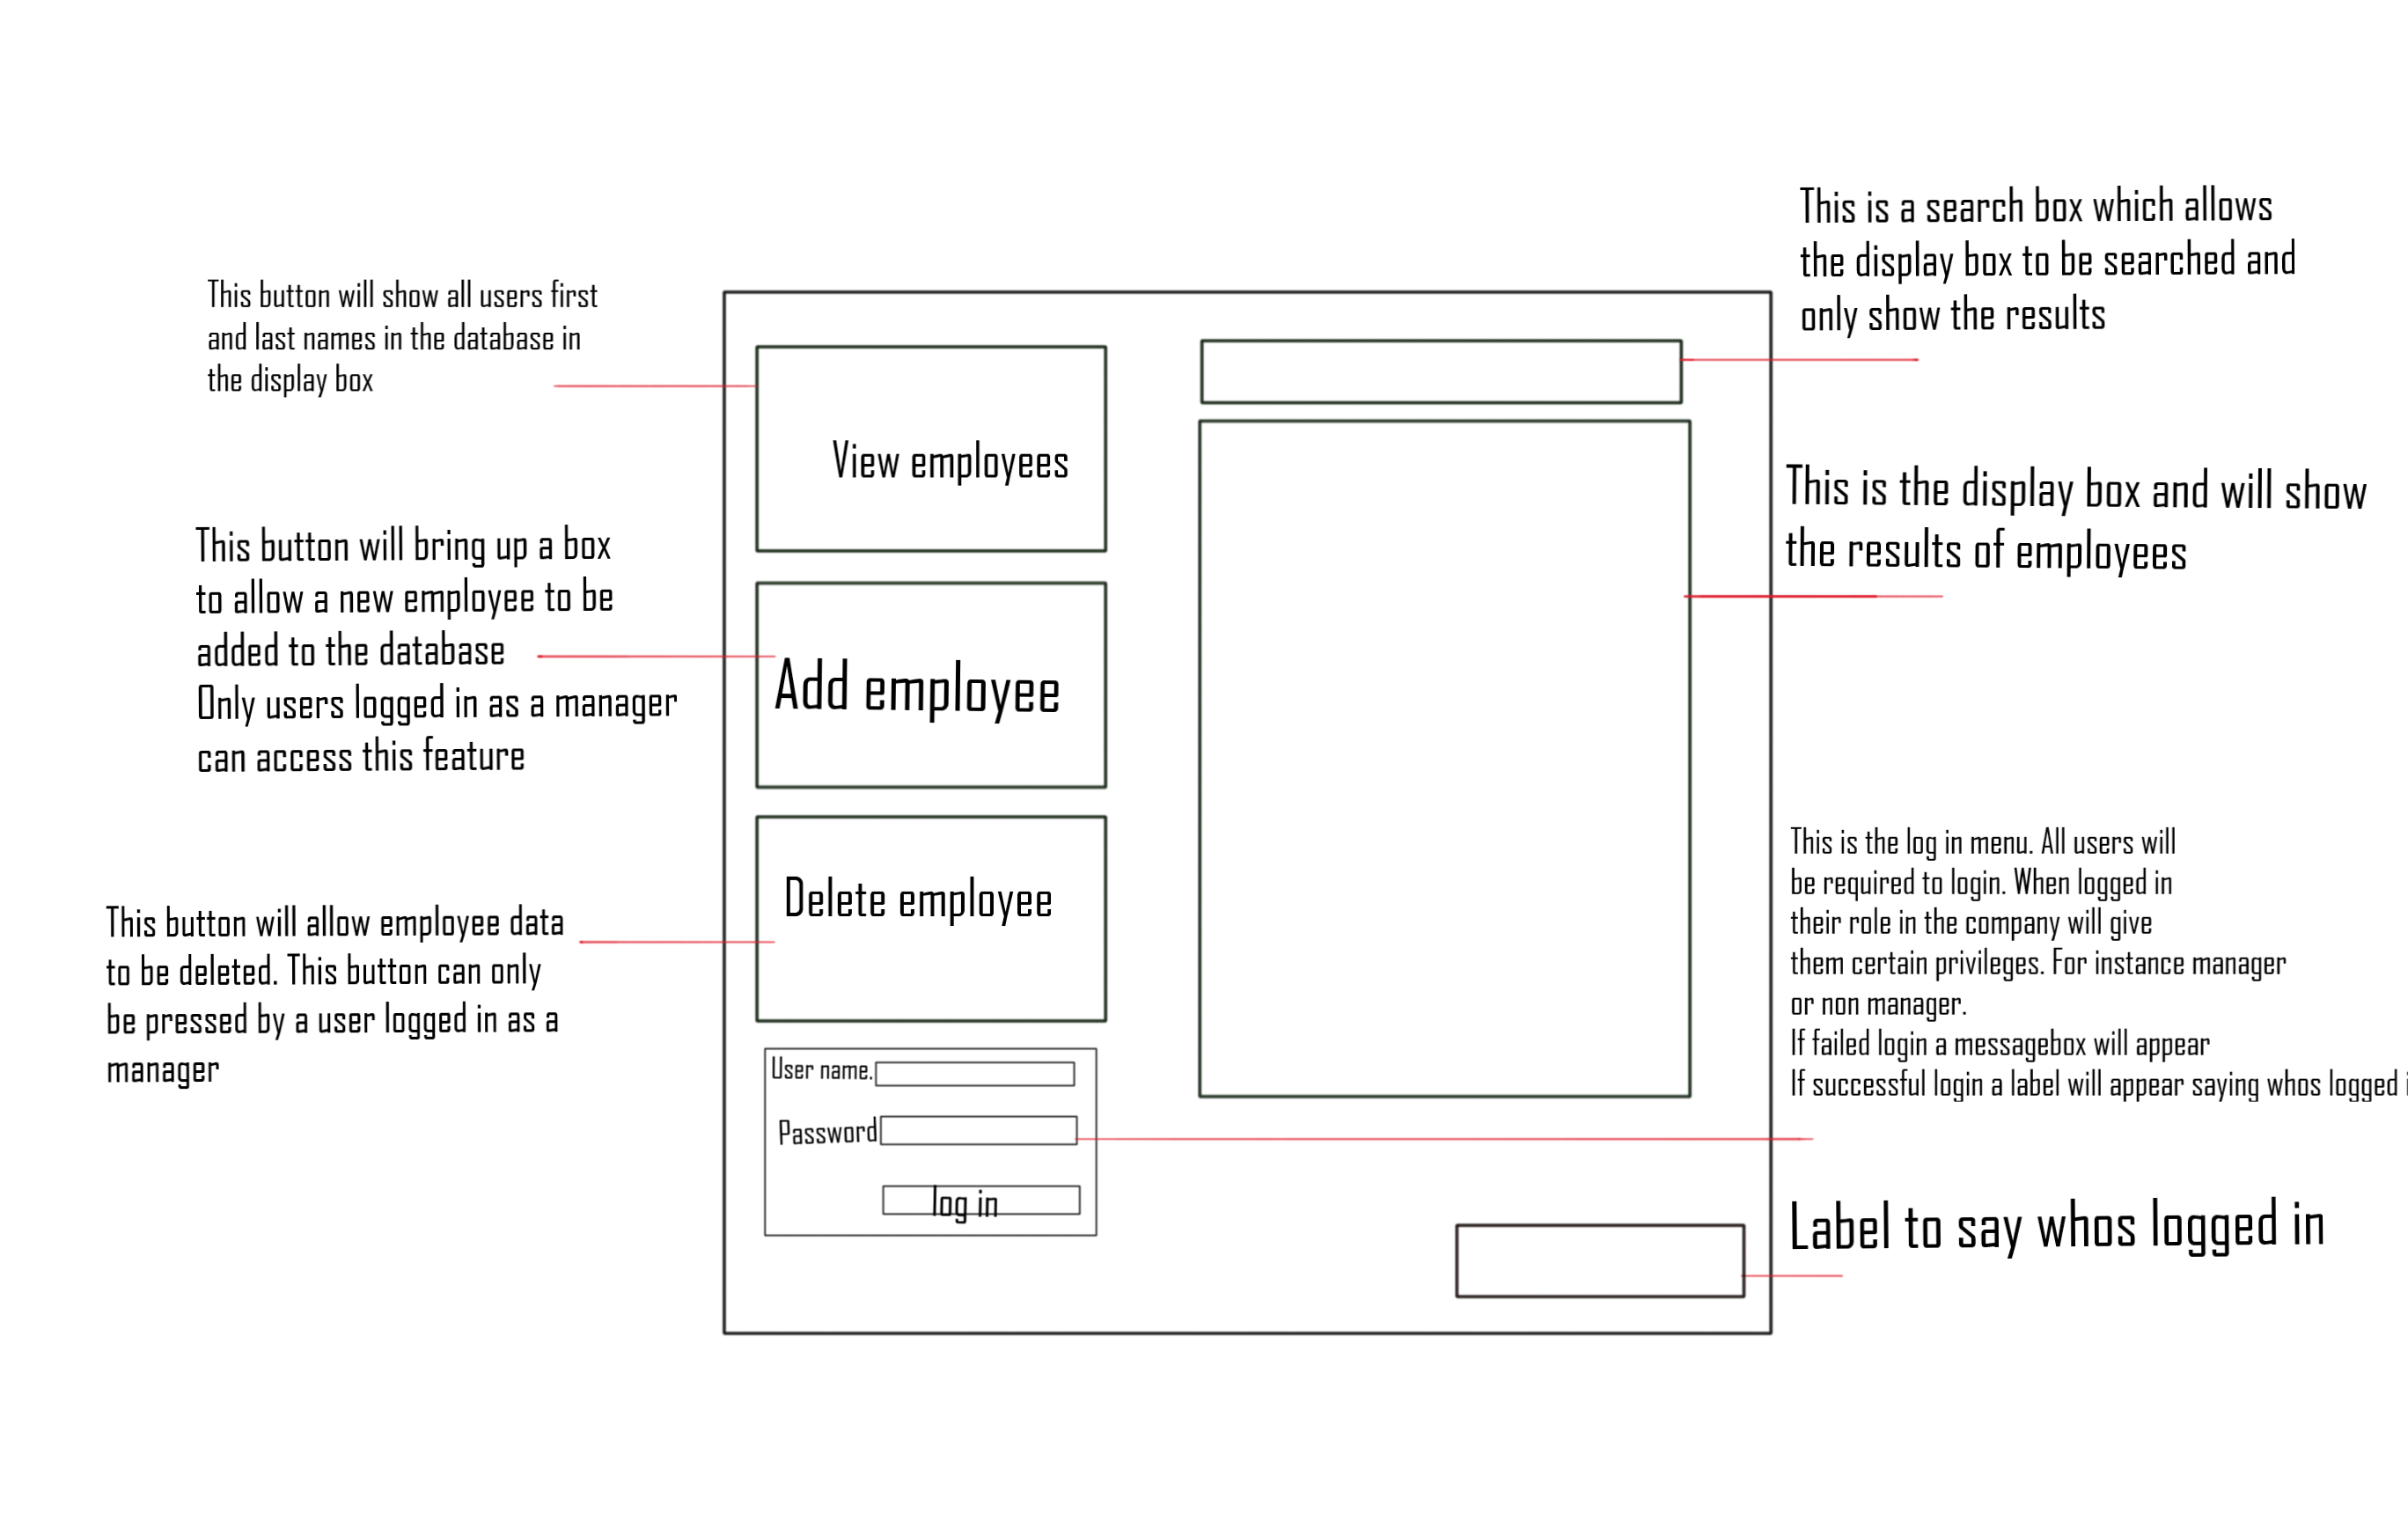 This button will show all users first
and last names in the database in
the display box
This button will bring up a box
to allow a new employee to be
added to the database
Only users logged in as a manager
can access this feature
This button will allow employee data
to be deleted. This button can only
be pressed by a user logged in as a
manager
View employees
Add employee
Delete employee
User name.
Password
log in
This is a search box which allows
the display box to be searched and
only show the results
This is the display box and will show
the results of employees
This is the log in menu. All users will
be required to login. When logged in
their role in the company will give
them certain privileges. For instance manager
or non manager.
If failed login a messagebox will appear
If successful login a label will appear saying whos logged
Label to say whos logged in